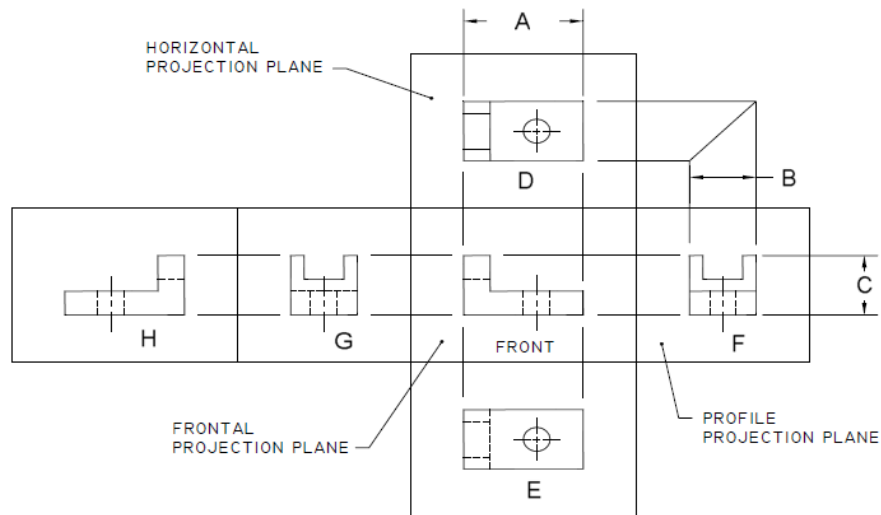 A
HORIZONTAL
PROJECTION PLANE
D
B
C
H
G
FRONT
F
FRONTAL
PROJECTION PLANE
PROFILE
PROJECTION PLANE
E